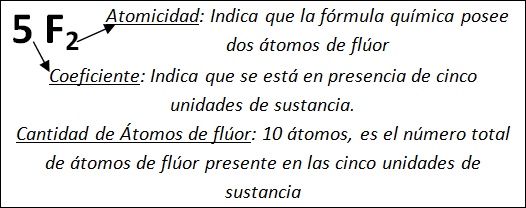 5 F2
Atomicidad: Indica que la fórmula química posee
dos átomos de flúor
Coeficiente: Indica que se está en presencia de cinco
unidades de sustancia.
Cantidad de Átomos de flúor: 10 átomos, es el número total
de átomos de flúor presente en las cinco unidades de
sustancia